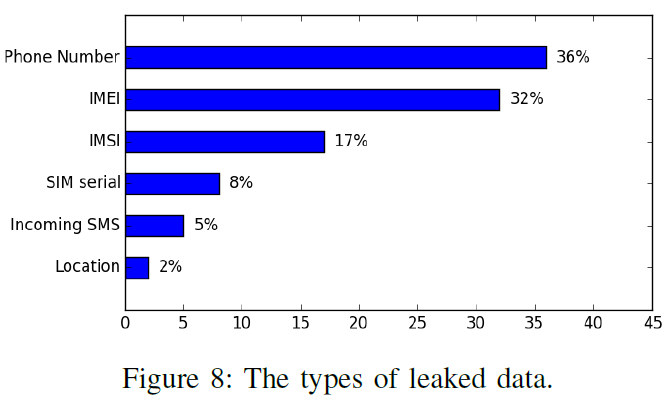 Phone Number 36%
IMEI 32%
IMSI 17%
SIM serial 8%
Incoming SMS 5%
Location 2%
0 5 10 15 20 25 30 35 40 45
Figure 8: The types of leaked data.